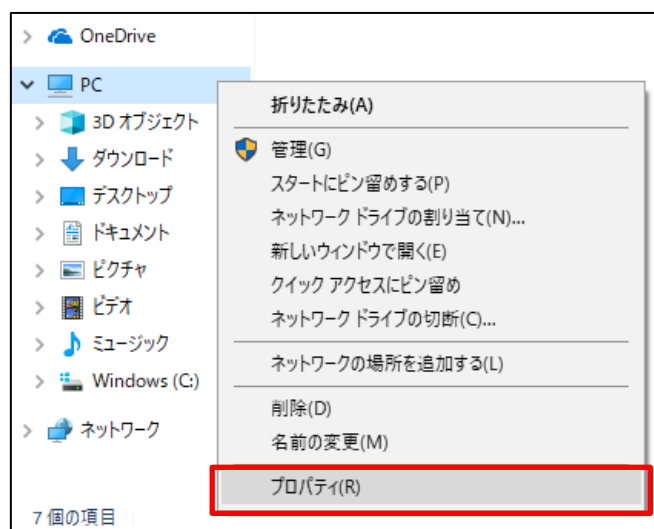 OneDrive
PC
3D オブジェクト
ダウンロード
デスクトップ
ドキュメント
ピクチャ
ビデオ
ミュージック
Windows (C:)
ネットワーク
7 個の項目
折りたたみ(A)
管理(G)
スタートにピン留めする(P)
ネットワーク ドライブの割り当て(N)...
新しいウィンドウで開く(E)
クイック アクセスにピン留め
ネットワーク ドライブの切断(C)...
ネットワークの場所を追加する(L)
削除(D)
名前の変更(M)
プロパティ(R)